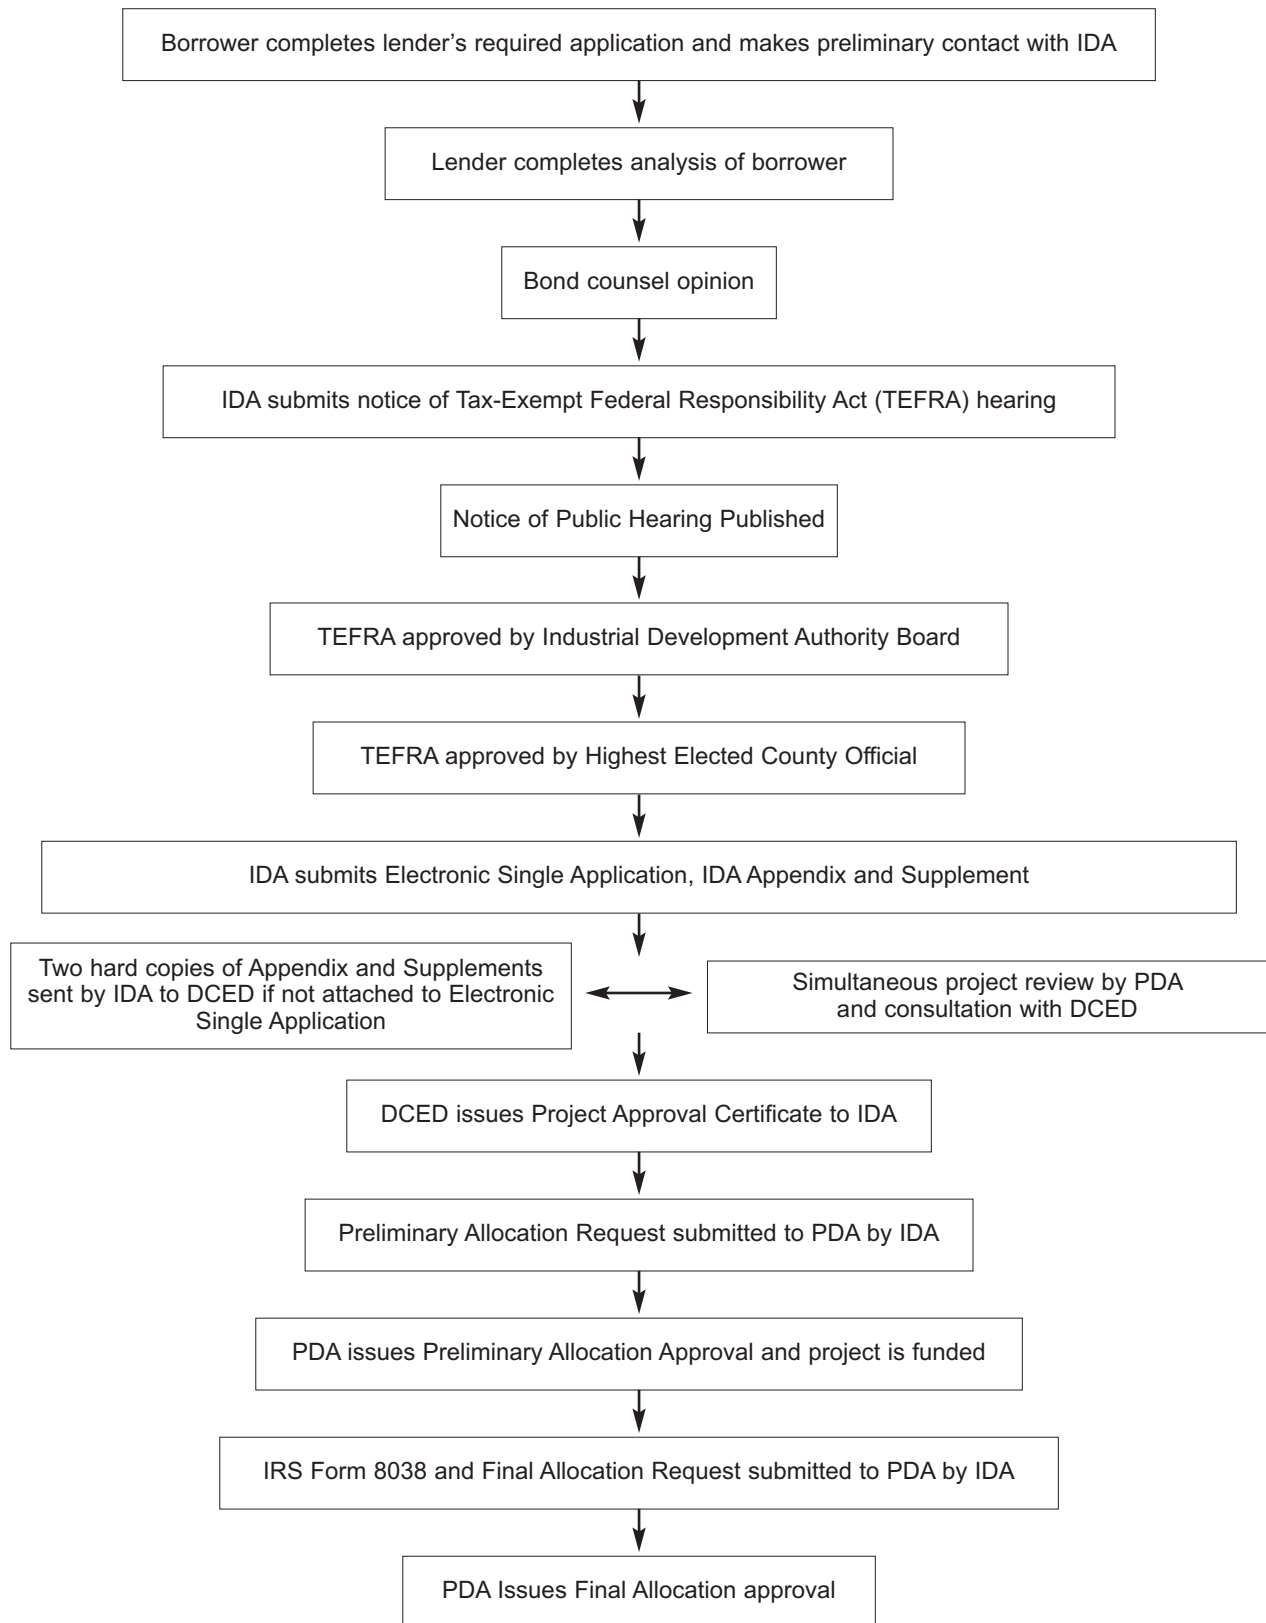 Borrower completes lender’s required application and makes preliminary contact with IDA
Lender completes analysis of borrower
Bond counsel opinion
IDA submits notice of Tax-Exempt Federal Responsibility Act (TEFRA) hearing
Notice of Public Hearing Published
TEFRA approved by Industrial Development Authority Board
TEFRA approved by Highest Elected County Official
IDA submits Electronic Single Application, IDA Appendix and Supplement
Two hard copies of Appendix and Supplements
sent by IDA to DCED if not attached to Electronic
Single Application
Simultaneous project review by PDA
and consultation with DCED
DCED issues Project Approval Certificate to IDA
Preliminary Allocation Request submitted to PDA by IDA
PDA issues Preliminary Allocation Approval and project is funded
IRS Form 8038 and Final Allocation Request submitted to PDA by IDA
PDA Issues Final Allocation approval